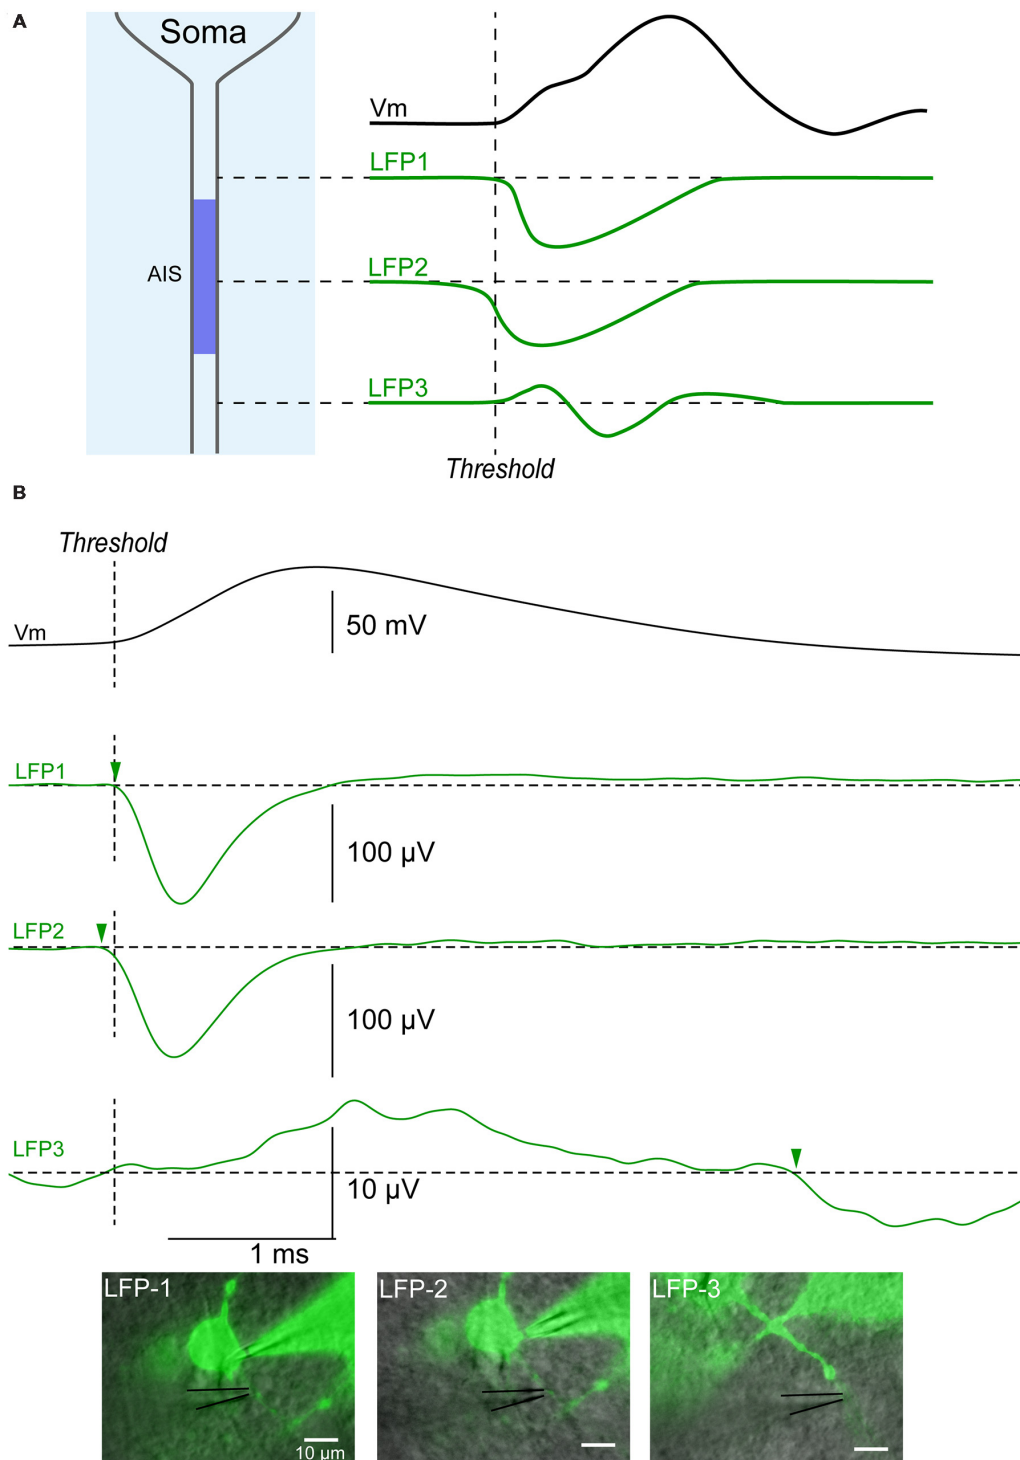 A
Soma
Vm
LFP1
AIS
LFP2
LFP3
Threshold
B
Threshold
Vm
50 mV
LFP1
100 µV
LFP2
100 µV
LFP3
10 µV
1 ms
LFP-1
LFP-2
LFP-3
10 µm